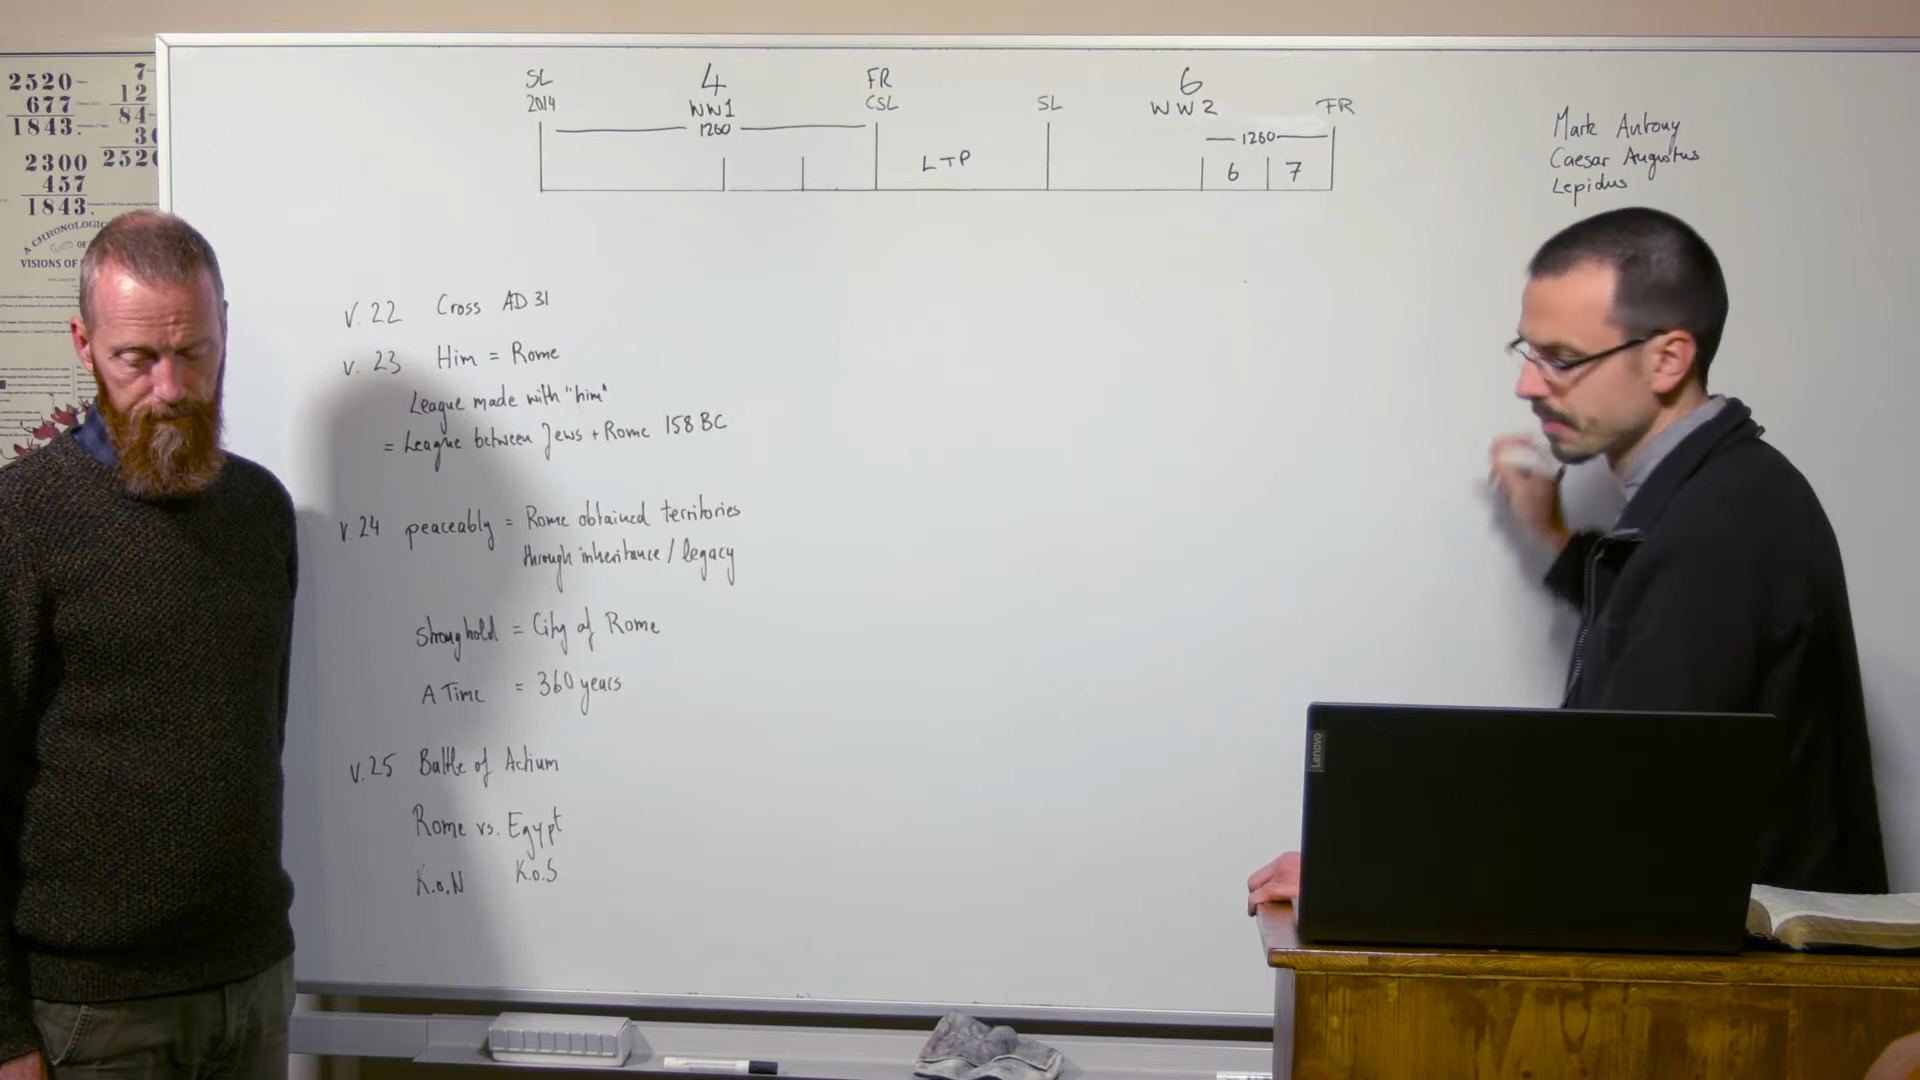 2520
677
1843.
2300
457
1843.
7
12
84
30
2520
A CHRONOLOGIC
OF
VISIONS OF
SL
2014
4
WW1
1260
FR
CSL
LTP
SL
6
WW2
FR
1260
6
7
Mark Antony
Caesar Augustus
Lepidus
V. 22 Cross AD 31
V. 23 Him = Rome
League made with "him"
= League between Jews + Rome 158 BC
V. 24 peaceably = Rome obtained territories
through inheritance / legacy
stronghold = City of Rome
A Time = 360 years
V. 25 Battle of Actium
Rome vs. Egypt
K.o.N K.o.S
Lenovo